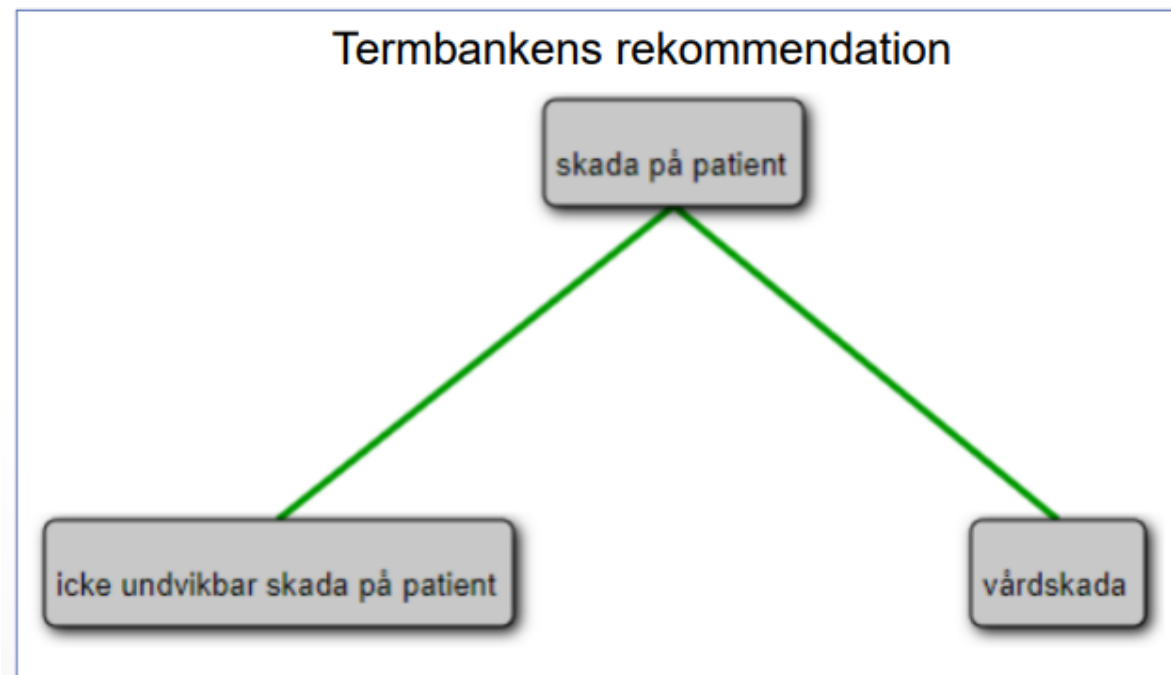 Termbankens rekommendation
skada på patient
icke undvikbar skada på patient
vårdskada